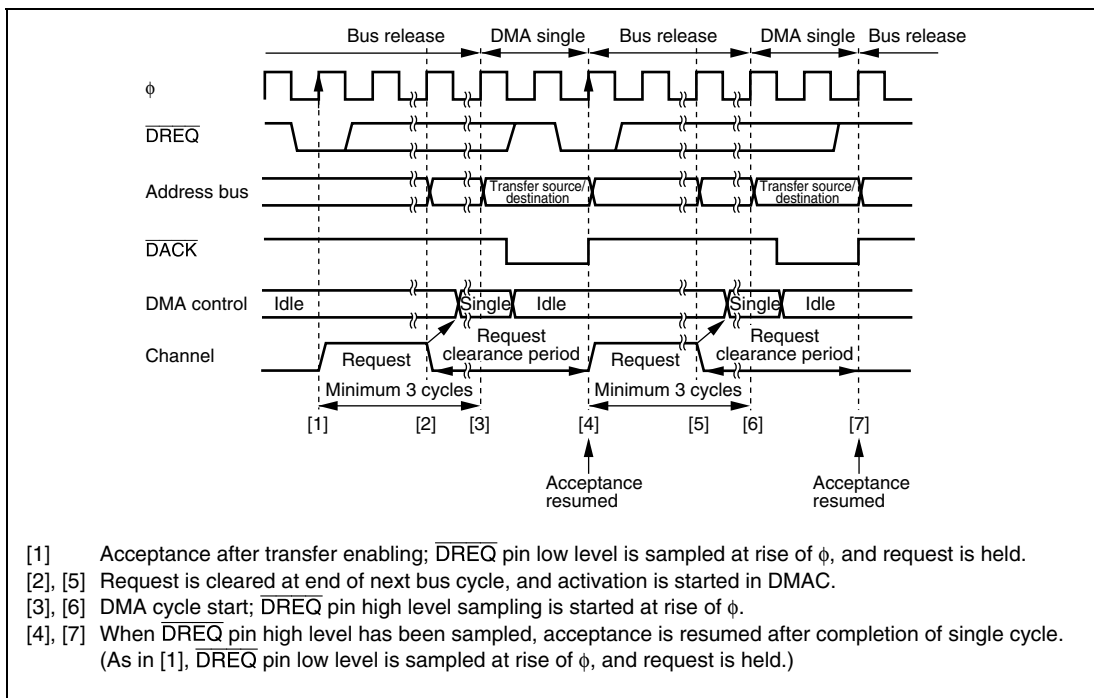 Bus release DMA single Bus release DMA single Bus release
ϕ
DREQ
Address bus Transfer source/ destination Transfer source/ destination
DACK
DMA control Idle Single Idle Single Idle
Channel Request Request clearance period Request Request clearance period
Minimum 3 cycles Minimum 3 cycles
[1] [2] [3] [4] [5] [6] [7]
Acceptance resumed Acceptance resumed
[1] Acceptance after transfer enabling; DREQ pin low level is sampled at rise of ϕ, and request is held.
[2], [5] Request is cleared at end of next bus cycle, and activation is started in DMAC.
[3], [6] DMA cycle start; DREQ pin high level sampling is started at rise of ϕ.
[4], [7] When DREQ pin high level has been sampled, acceptance is resumed after completion of single cycle.
(As in [1], DREQ pin low level is sampled at rise of ϕ, and request is held.)